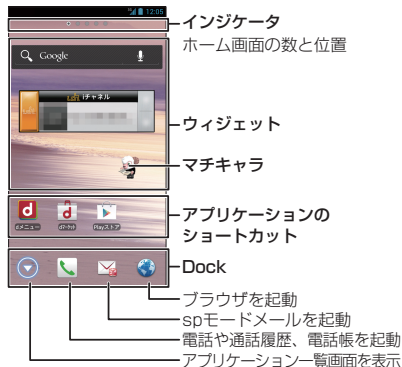 12:05
インジケータ
ホーム画面の数と位置
Google
iチャネル
ウィジェット
マチキャラ
dメニュー
dマーケット
Playストア
アプリケーションの
ショートカット
Dock
ブラウザを起動
spモードメールを起動
電話や通話履歴、電話帳を起動
アプリケーション一覧画面を表示